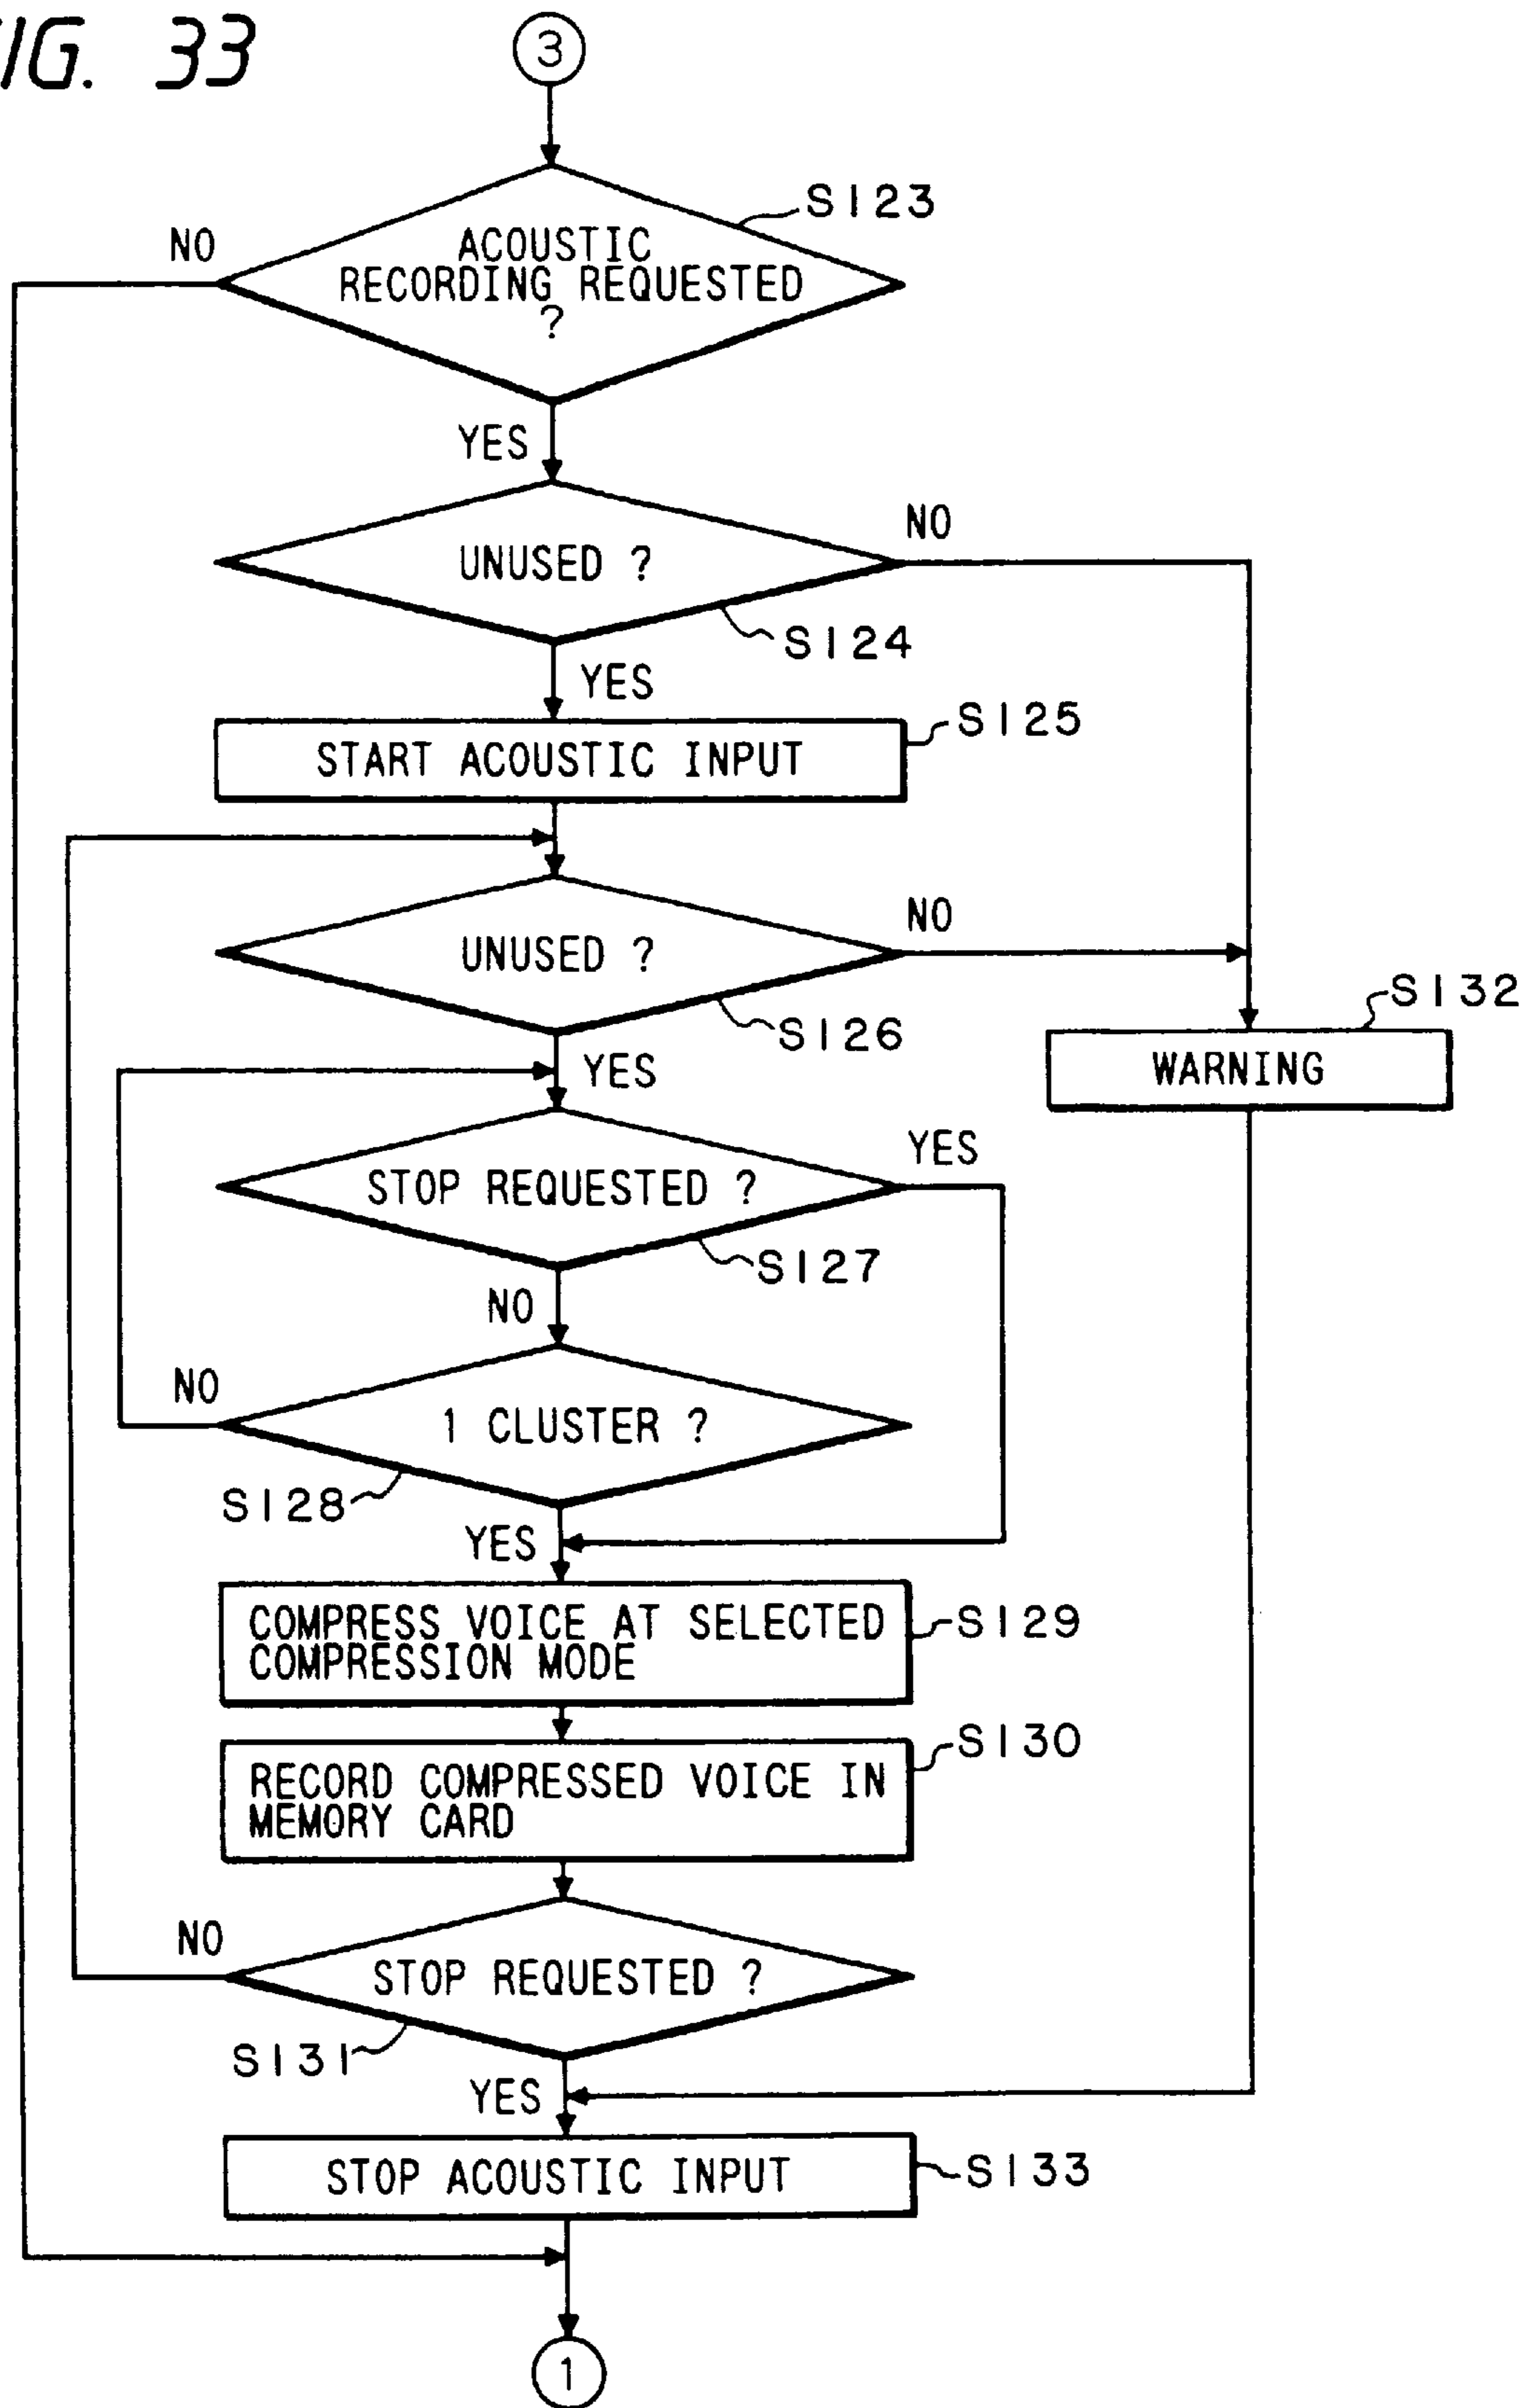 IG. 33
3
S123
NO
ACOUSTIC
RECORDING REQUESTED
?
YES
NO
UNUSED ?
S124
YES
S125
START ACOUSTIC INPUT
NO
UNUSED ?
S126
S132
YES
WARNING
YES
STOP REQUESTED ?
S127
NO
NO
1 CLUSTER ?
S128
YES
COMPRESS VOICE AT SELECTED
COMPRESSION MODE
S129
S130
RECORD COMPRESSED VOICE IN
MEMORY CARD
NO
STOP REQUESTED ?
S131
YES
STOP ACOUSTIC INPUT
S133
1